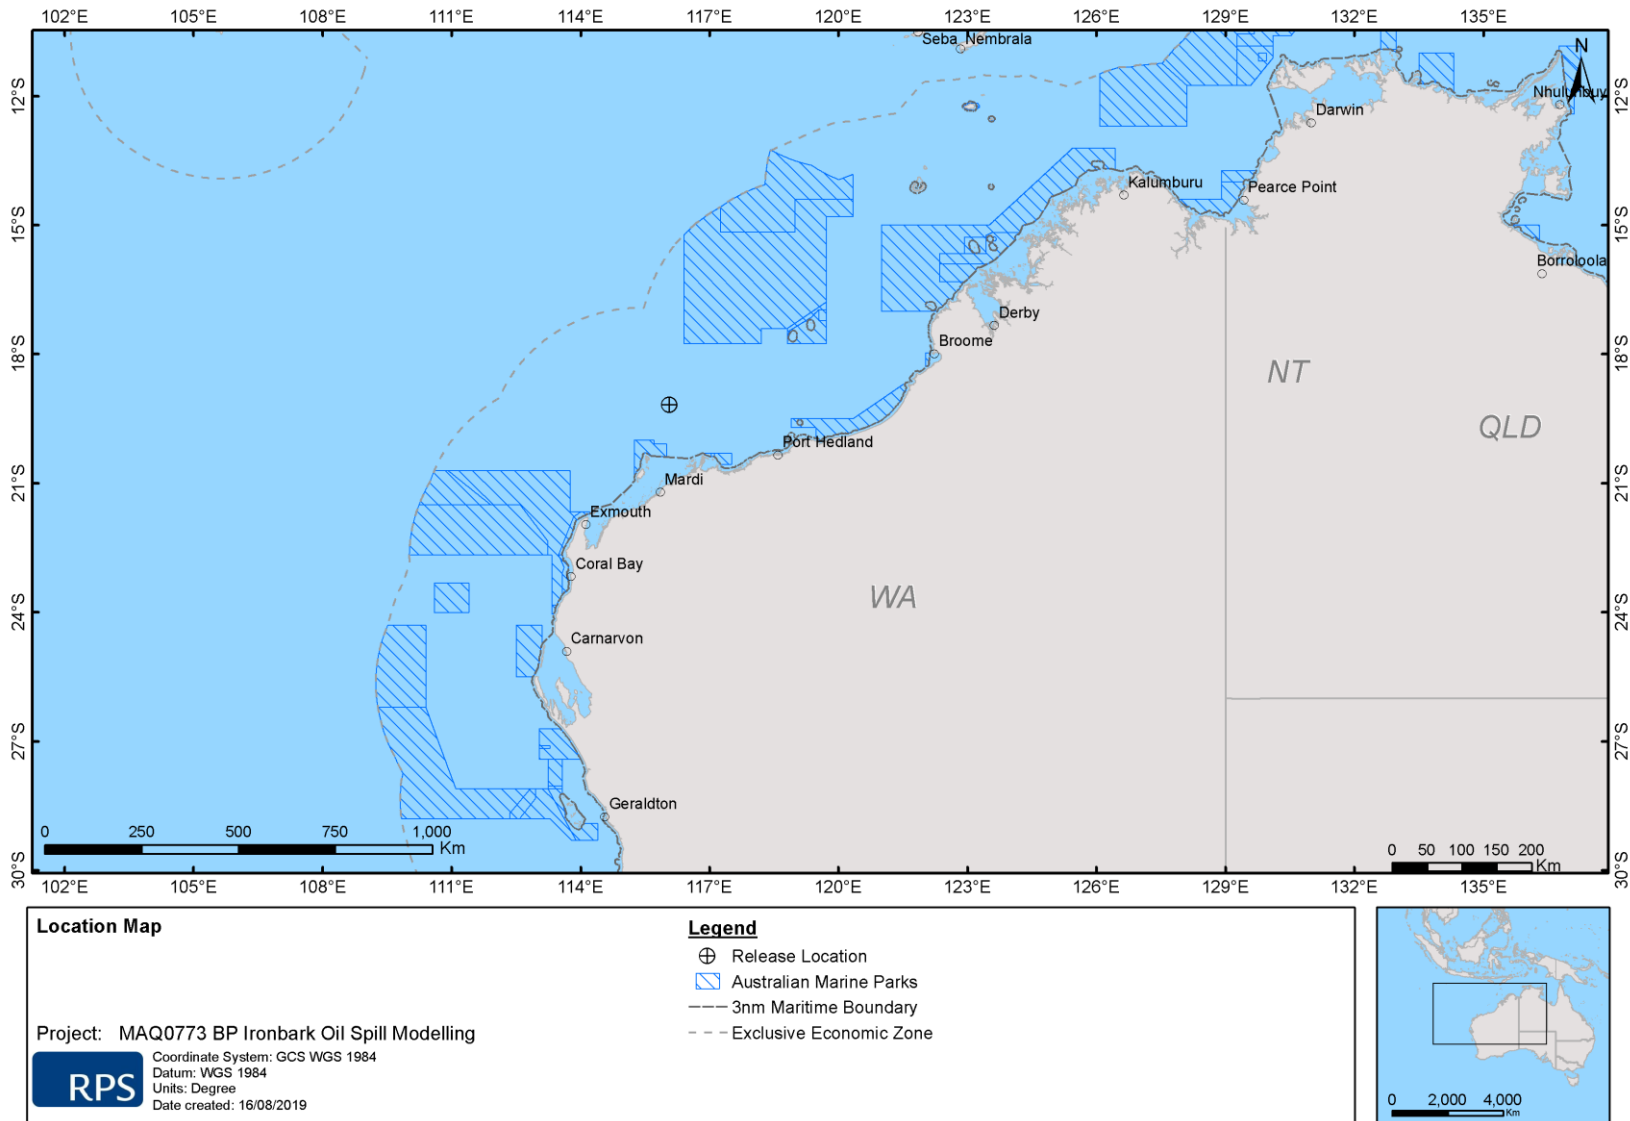 102°E 105°E 108°E 111°E 114°E 117°E 120°E 123°E 126°E 129°E 132°E 135°E
Seba Nembrala
N
12°S
Nhulunbuy
12°S
Darwin
Kalumburu
Pearce Point
15°S
15°S
Borroloola
Derby
Broome
18°S
NT
18°S
QLD
Port Hedland
21°S
Mardi
21°S
Exmouth
Coral Bay
WA
24°S
24°S
Carnarvon
27°S
27°S
Geraldton
0 250 500 750 1,000
Km
0 50 100 150 200
Km
30°S
30°S
102°E 105°E 108°E 111°E 114°E 117°E 120°E 123°E 126°E 129°E 132°E 135°E
Location Map
Legend
Release Location
Australian Marine Parks
3nm Maritime Boundary
Exclusive Economic Zone
Project: MAQ0773 BP Ironbark Oil Spill Modelling
RPS
Coordinate System: GCS WGS 1984
Datum: WGS 1984
Units: Degree
Date created: 16/08/2019
0 2,000 4,000
Km